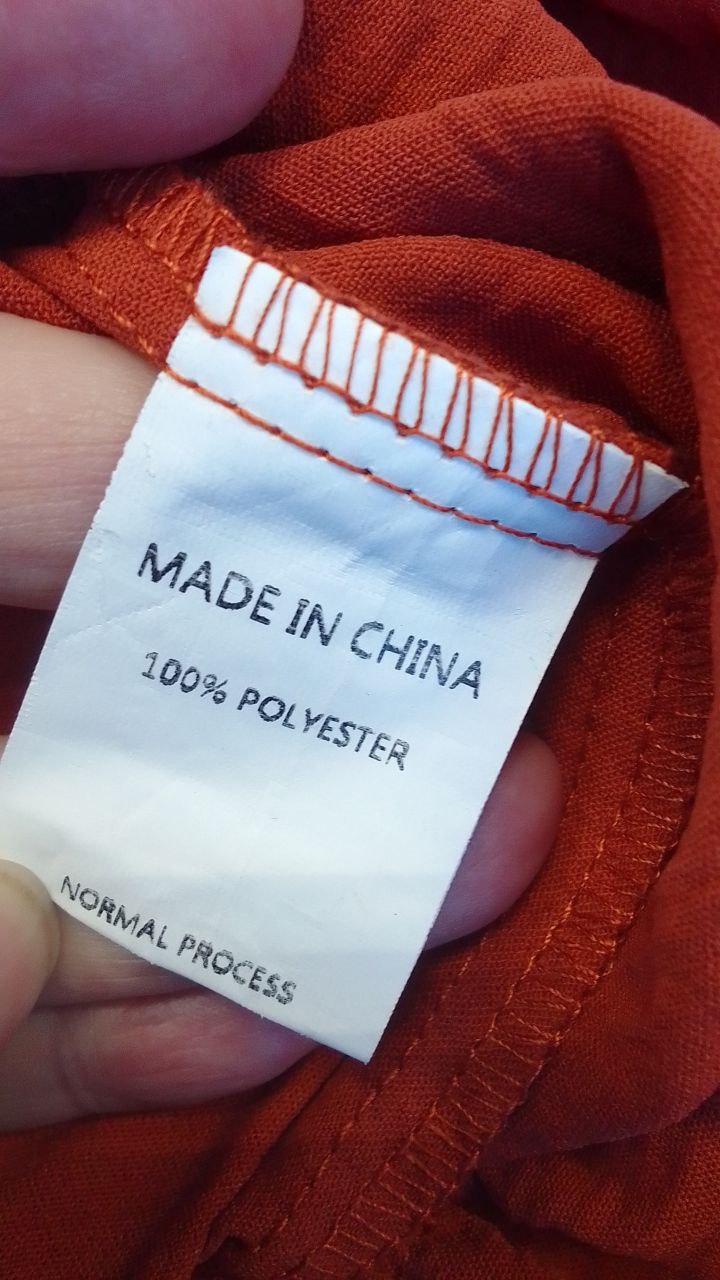 MADE IN CHINA
100% POLYESTER
NORMAL PROCESS